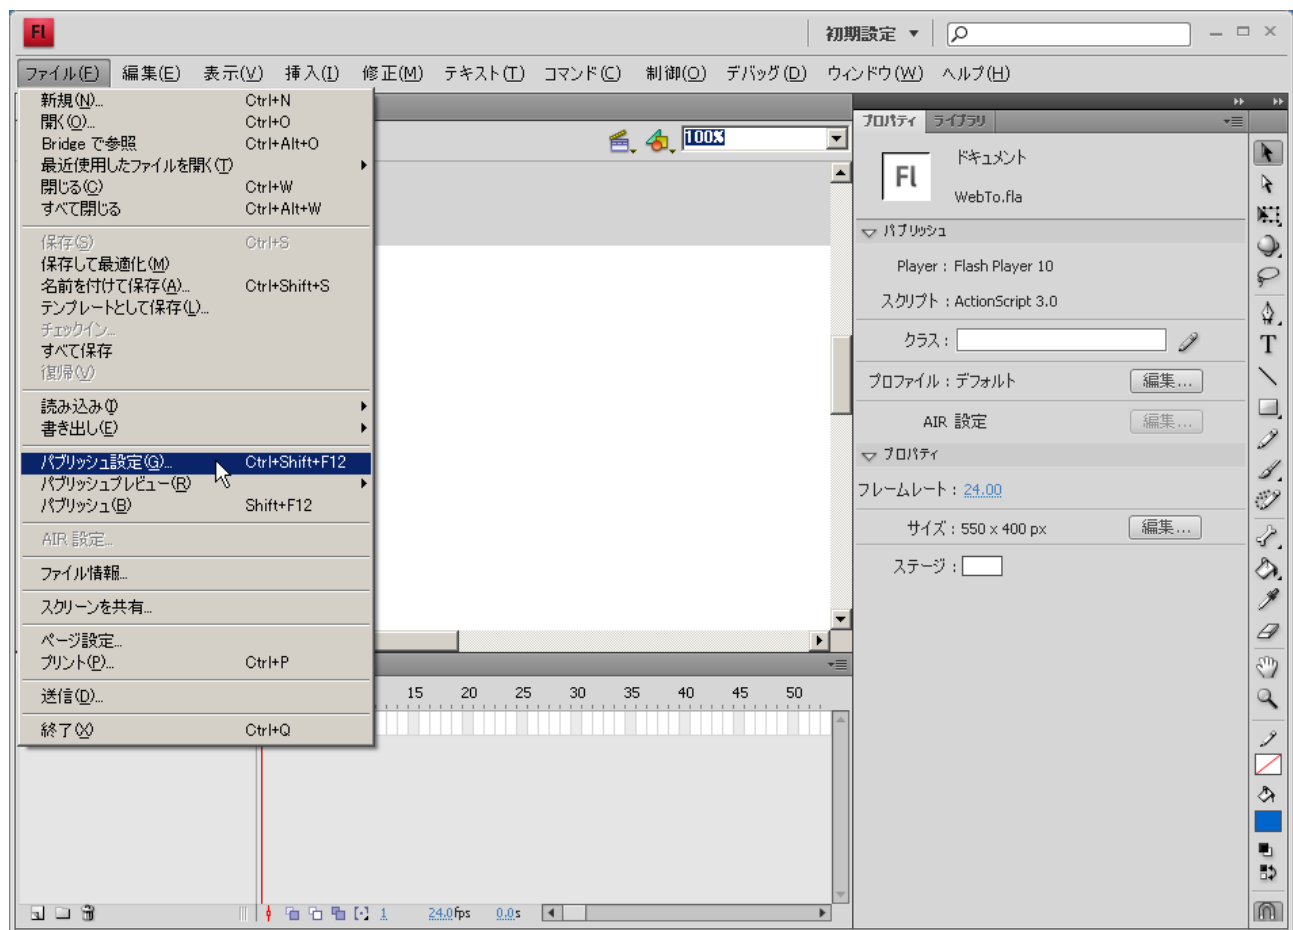 Fl
初期設定
ファイル(F) 編集(E) 表示(V) 挿入(I) 修正(M) テキスト(T) コマンド(C) 制御(O) デバッグ(D) ウィンドウ(W) ヘルプ(H)
新規(N)... Ctrl+N
開く(O)... Ctrl+O
Bridge で参照 Ctrl+Alt+O
最近使用したファイルを開く(T)
閉じる(C) Ctrl+W
すべて閉じる Ctrl+Alt+W
保存(S) Ctrl+S
保存して最適化(M)
名前を付けて保存(A)... Ctrl+Shift+S
テンプレートとして保存(L)...
チェックイン...
すべて保存
復帰(V)
読み込み(I)
書き出し(E)
パブリッシュ設定(G)... Ctrl+Shift+F12
パブリッシュプレビュー(R)
パブリッシュ(B) Shift+F12
AIR 設定...
ファイル情報...
スクリーンを共有...
ページ設定...
プリント(P)... Ctrl+P
送信(D)...
終了(X) Ctrl+Q
100%
15 20 25 30 35 40 45 50
1 24.0fps 0.0s
プロパティ ライブラリ
Fl
ドキュメント
WebTo.fla
パブリッシュ
Player : Flash Player 10
スクリプト : ActionScript 3.0
クラス :
プロファイル : デフォルト 編集...
AIR 設定 編集...
プロパティ
フレームレート : 24.00
サイズ : 550 x 400 px 編集...
ステージ :
T